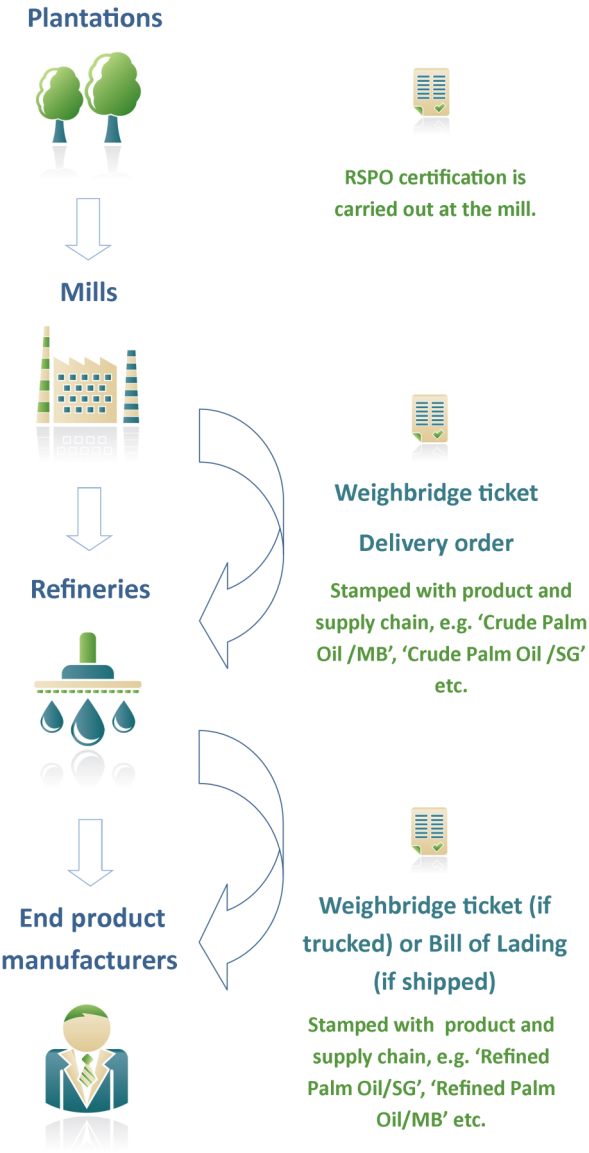 Plantations
RSPO certification is
carried out at the mill.
Mills
Weighbridge ticket
Delivery order
Refineries
Stamped with product and
supply chain, e.g. ‘Crude Palm
Oil /MB’, ‘Crude Palm Oil /SG’
etc.
End product
manufacturers
Weighbridge ticket (if
trucked) or Bill of Lading
(if shipped)
Stamped with  product and
supply chain, e.g. ‘Refined
Palm Oil/SG’, ‘Refined Palm
Oil/MB’ etc.